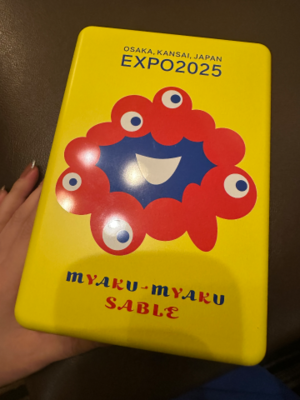 OSAKA, KANSAI, JAPAN
EXPO2025
MYAKU-MYAKU
SABLE